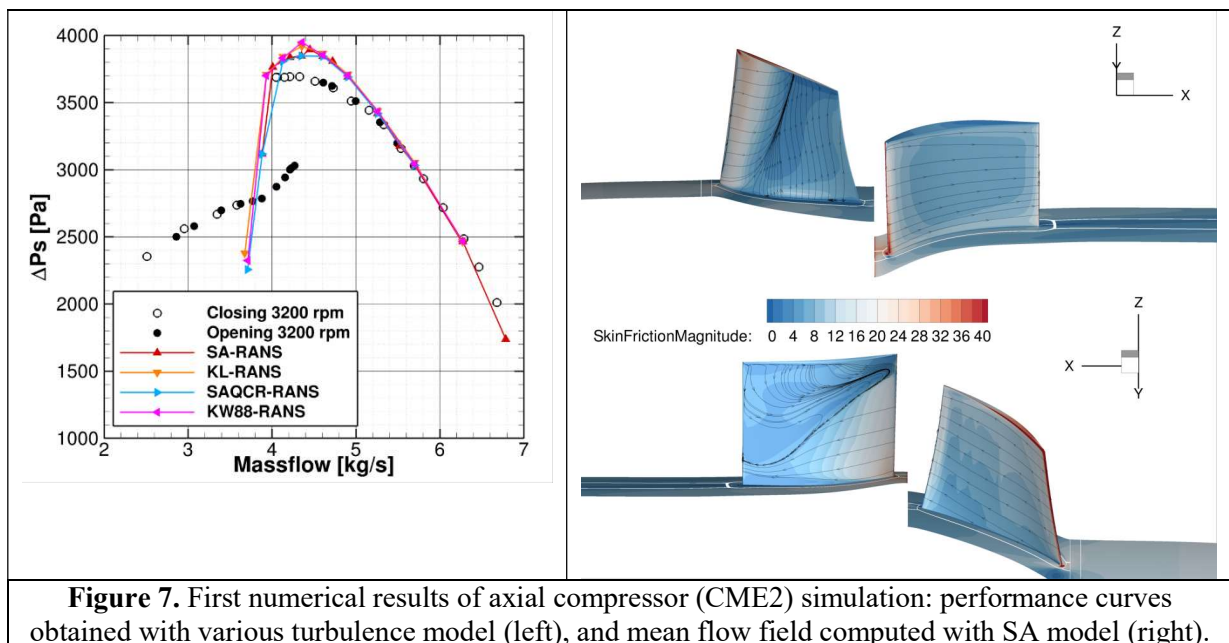 4000
3500
3000
2500
2000
1500
1000
ΔPs [Pa]
Closing 3200 rpm
Opening 3200 rpm
SA-RANS
KL-RANS
SAQCR-RANS
KW88-RANS
2 3 4 5 6 7
Massflow [kg/s]
Z
Y
X
SkinFrictionMagnitude: 0 4 8 12 16 20 24 28 32 36 40
Z
X
Y
Figure 7. First numerical results of axial compressor (CME2) simulation: performance curves
obtained with various turbulence model (left), and mean flow field computed with SA model (right).